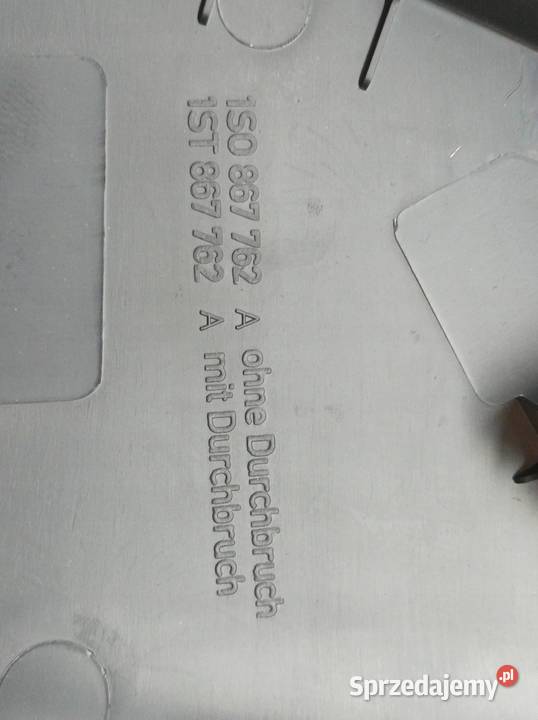 1S0 867 762 A ohne Durchbruch
1ST 867 762 A mit Durchbruch
Sprzedajemy.pl